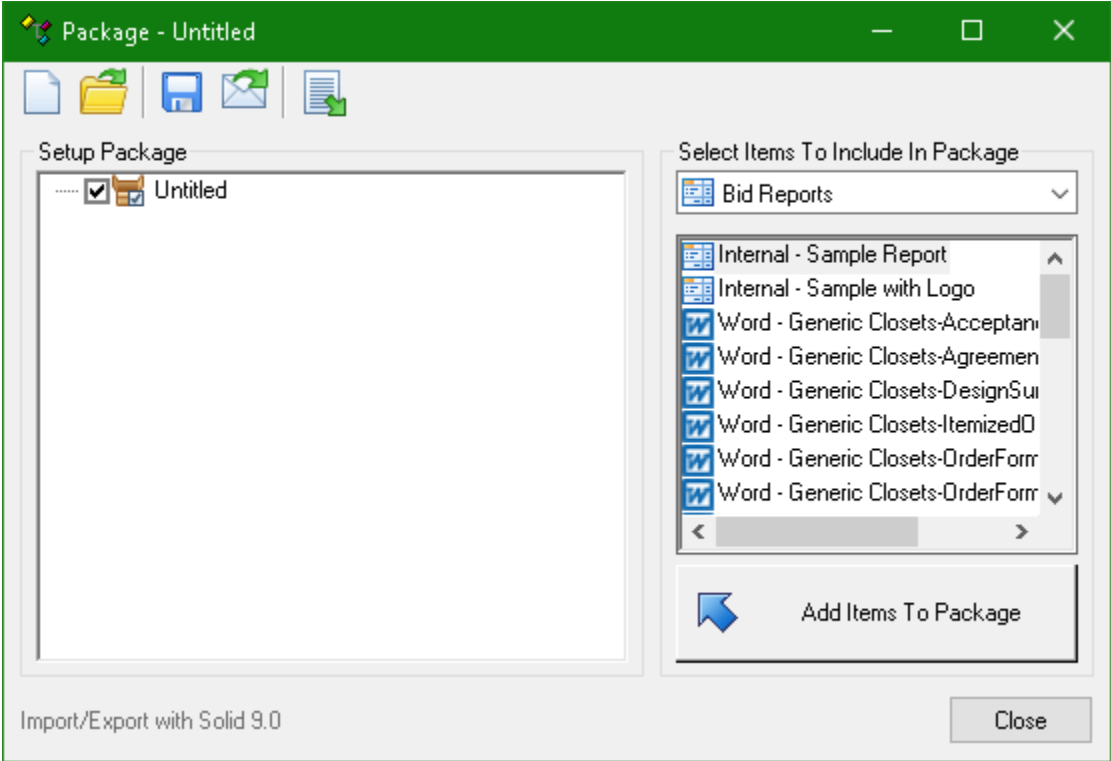 Package - Untitled
Setup Package
Untitled
Select Items To Include In Package
Bid Reports
Internal - Sample Report
Internal - Sample with Logo
Word - Generic Closets-Acceptan
Word - Generic Closets-Agreemen
Word - Generic Closets-DesignSu
Word - Generic Closets-ItemizedO
Word - Generic Closets-OrderForm
Word - Generic Closets-OrderForm
Add Items To Package
Import/Export with Solid 9.0
Close